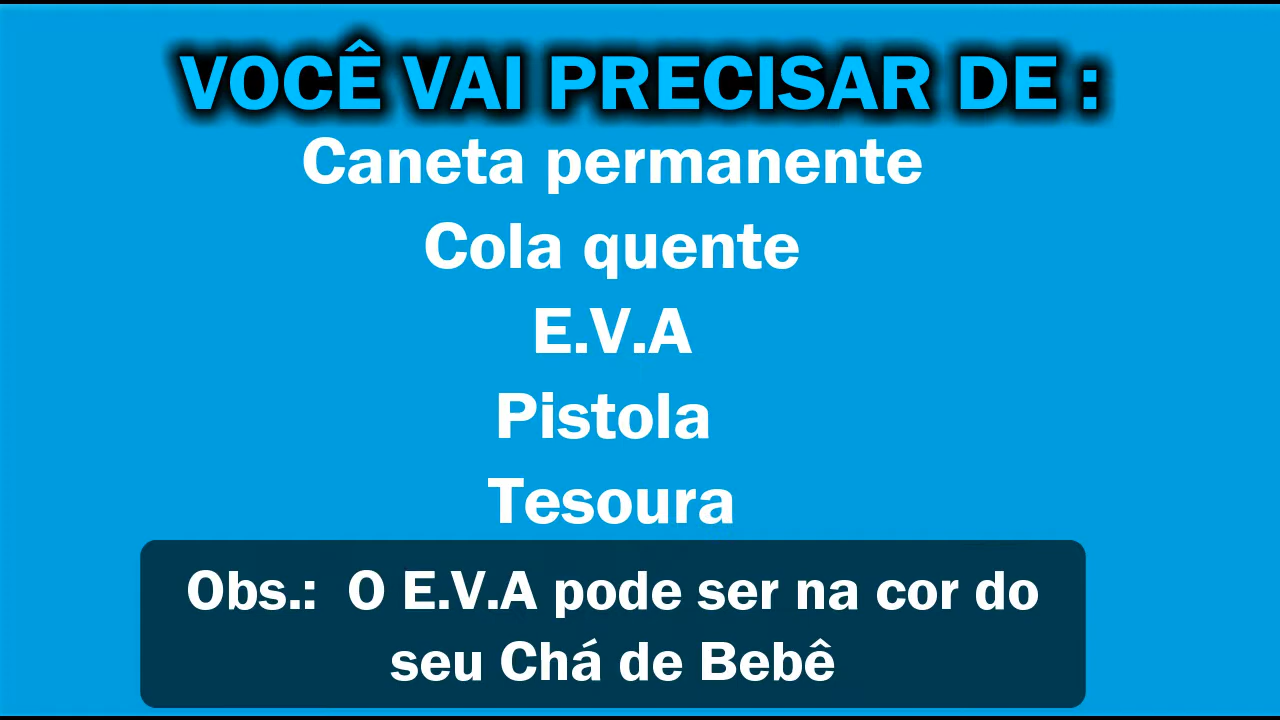 VOCÊ VAI PRECISAR DE :
Caneta permanente
Cola quente
E.V.A
Pistola
Tesoura
Obs.: O E.V.A pode ser na cor do
seu Chá de Bebê